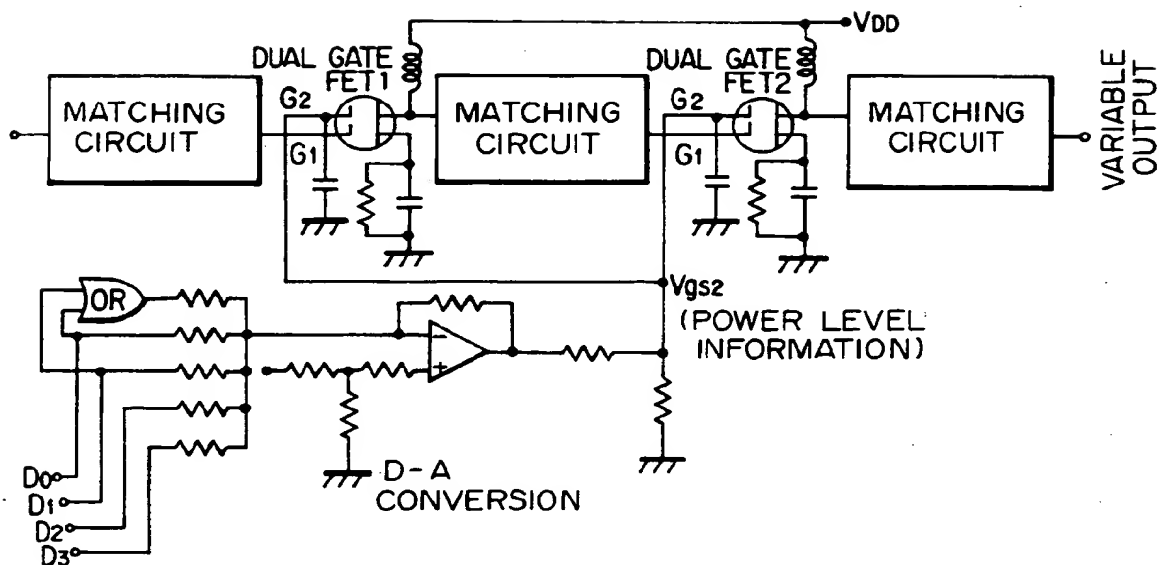 VDD
DUAL GATE
FET1
DUAL GATE
FET2
MATCHING
CIRCUIT
G2
G1
MATCHING
CIRCUIT
G2
G1
MATCHING
CIRCUIT
VARIABLE
OUTPUT
OR
Vgs2
(POWER LEVEL
INFORMATION)
−
+
D-A
CONVERSION
D0
D1
D2
D3